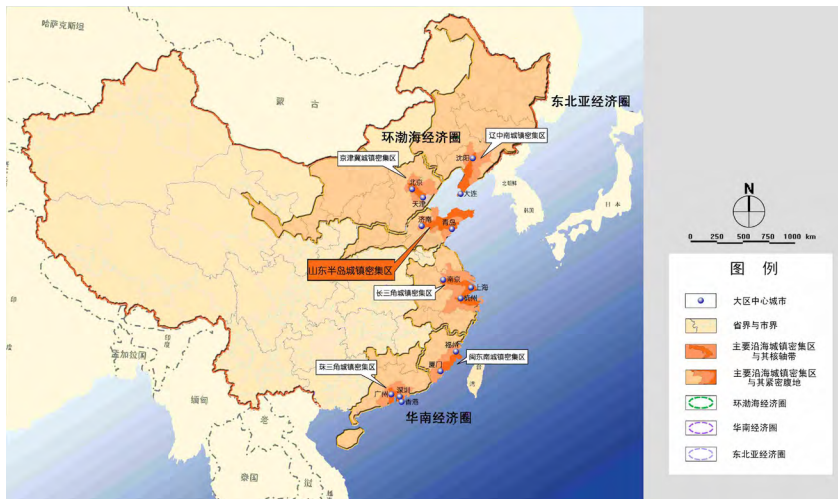 哈萨克斯坦
蒙 古
东北亚经济圈
环渤海经济圈
辽中南城镇密集区
京津冀城镇密集区
沈阳
北京
天津
大连
北朝鲜
韩国
日本
济南
青岛
山东半岛城镇密集区
南京
上海
长三角城镇密集区
杭州
福州
闽东南城镇密集区
厦门
台
湾
珠三角城镇密集区
深圳
广州
香港
华南经济圈
印
度
印
度
孟加拉国
缅甸
老
泰国
越
N
0 250 500 750 1000 km
图 例
大区中心城市
省界与市界
主要沿海城镇密集区
与其核轴带
主要沿海城镇密集区
与其紧密腹地
环渤海经济圈
华南经济圈
东北亚经济圈